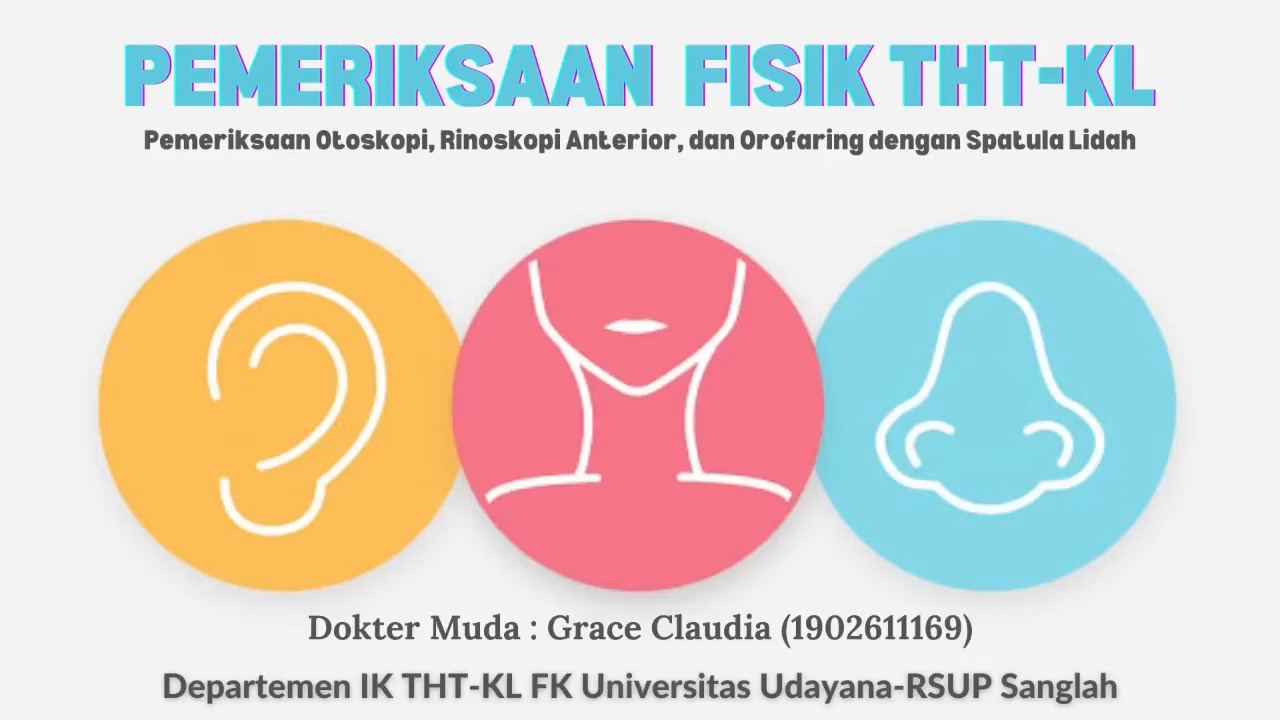 PEMERIKSAAN FISIK THT-KL
Pemeriksaan Otoskopi, Rinoskopi Anterior, dan Orofaring dengan Spatula Lidah
Dokter Muda : Grace Claudia (1902611169)
Departemen IK THT-KL FK Universitas Udayana-RSUP Sanglah